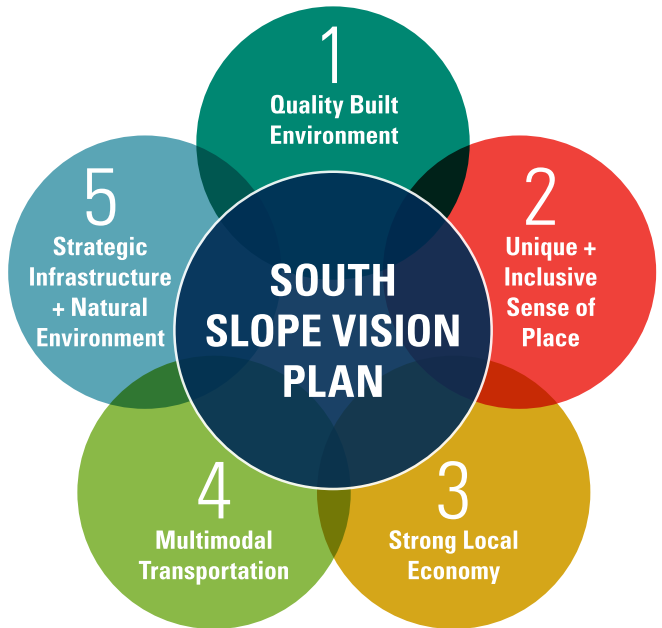 1
Quality Built
Environment
2
Unique +
Inclusive
Sense of
Place
3
Strong Local
Economy
4
Multimodal
Transportation
5
Strategic
Infrastructure
+ Natural
Environment
SOUTH
SLOPE VISION
PLAN